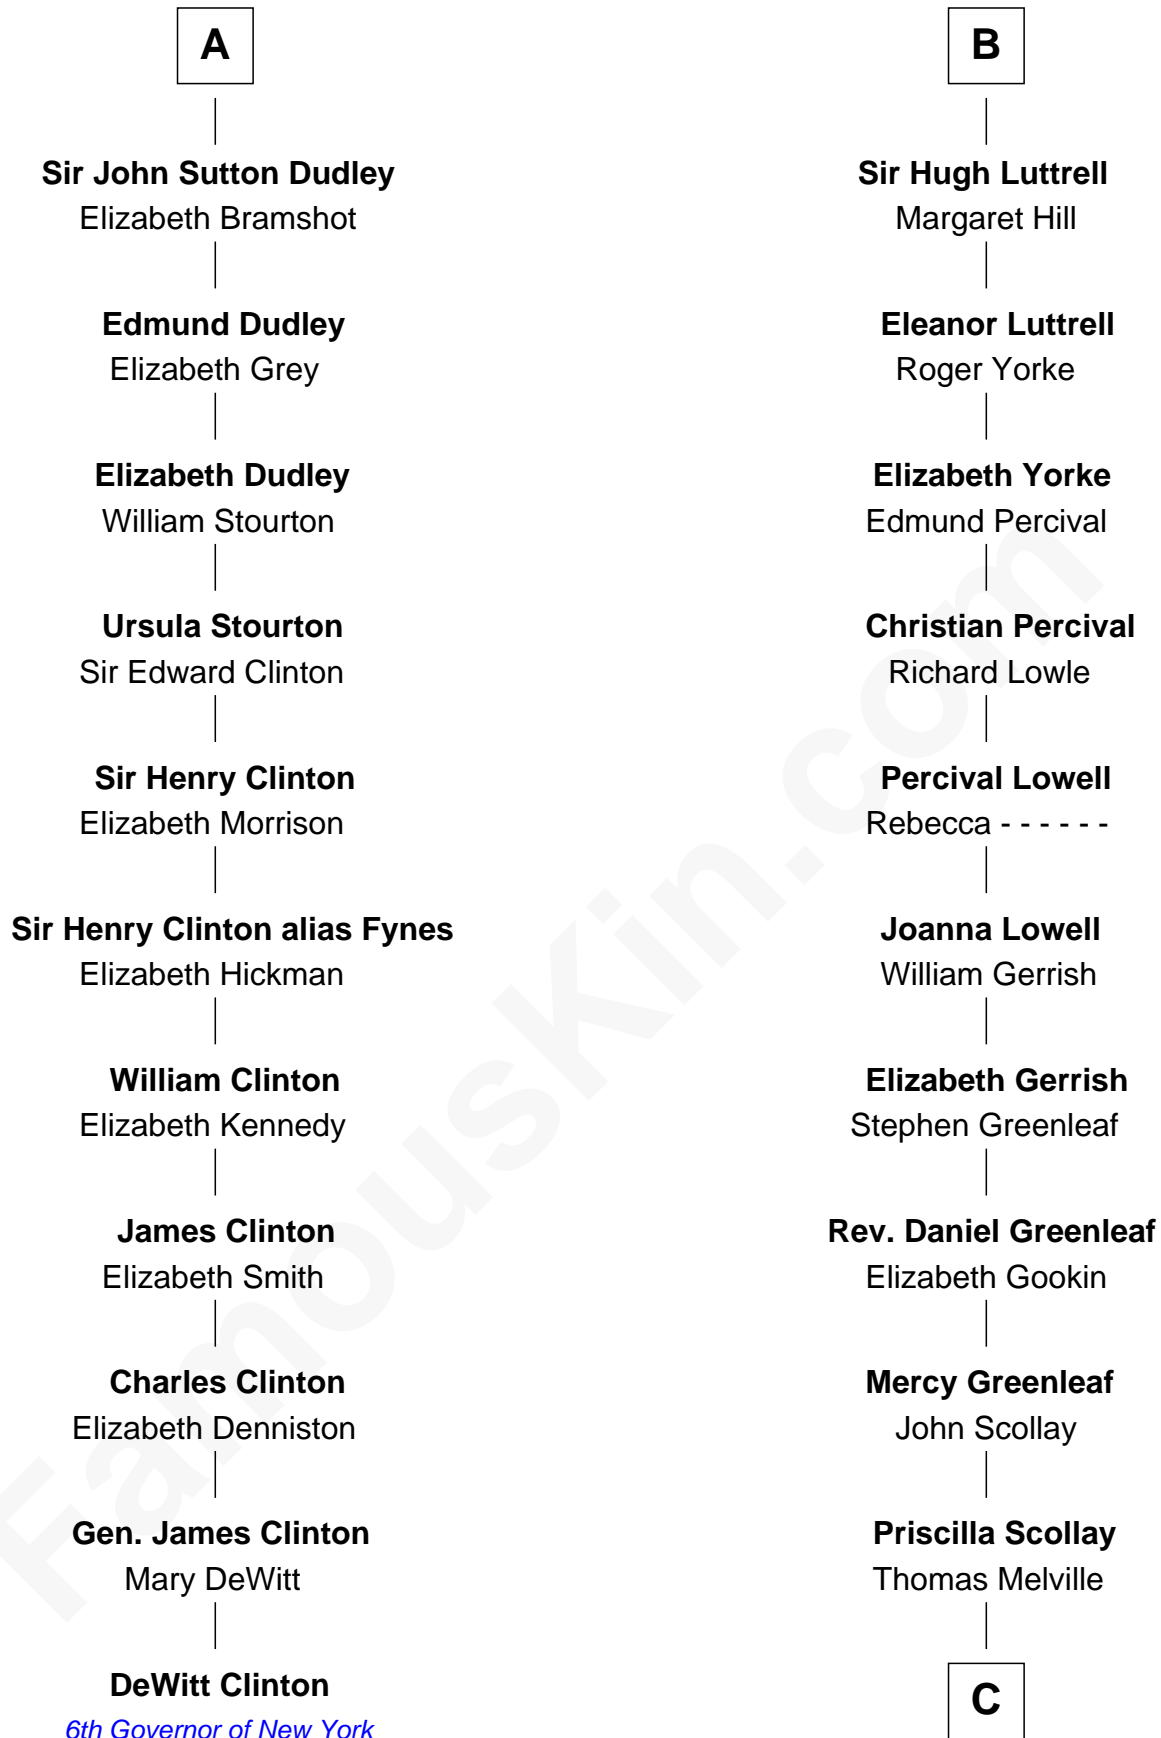 A
Sir John Sutton Dudley
Elizabeth Bramshot
Edmund Dudley
Elizabeth Grey
Elizabeth Dudley
William Stourton
Ursula Stourton
Sir Edward Clinton
Sir Henry Clinton
Elizabeth Morrison
Sir Henry Clinton alias Fynes
Elizabeth Hickman
William Clinton
Elizabeth Kennedy
James Clinton
Elizabeth Smith
Charles Clinton
Elizabeth Denniston
Gen. James Clinton
Mary DeWitt
DeWitt Clinton
6th Governor of New York
B
Sir Hugh Luttrell
Margaret Hill
Eleanor Luttrell
Roger Yorke
Elizabeth Yorke
Edmund Percival
Christian Percival
Richard Lowle
Percival Lowell
Rebecca - - - - - -
Joanna Lowell
William Gerrish
Elizabeth Gerrish
Stephen Greenleaf
Rev. Daniel Greenleaf
Elizabeth Gookin
Mercy Greenleaf
John Scollay
Priscilla Scollay
Thomas Melville
C
FamousKin.com